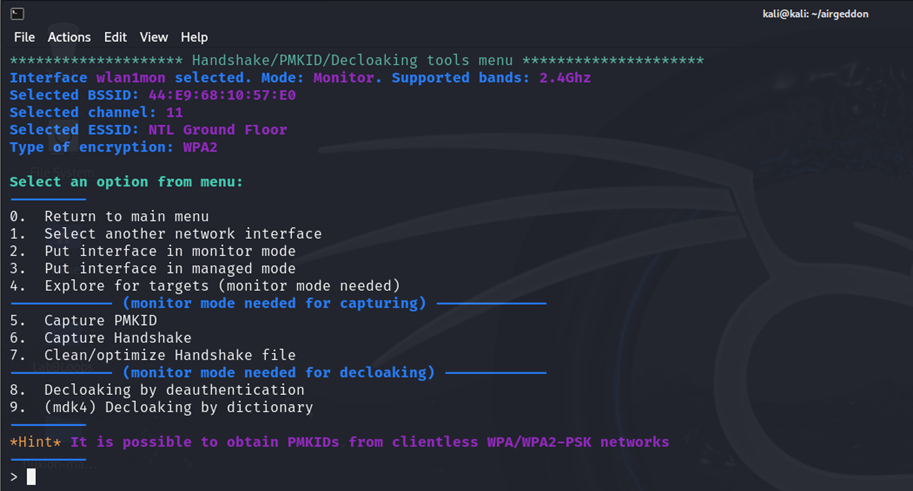 kali@kali: ~/airgeddon
File Actions Edit View Help
******************** Handshake/PMKID/Decloaking tools menu *********************
Interface wlan1mon selected. Mode: Monitor. Supported bands: 2.4Ghz
Selected BSSID: 44:E9:68:10:57:E0
Selected channel: 11
Selected ESSID: NTL Ground Floor
Type of encryption: WPA2
Select an option from menu:
0. Return to main menu
1. Select another network interface
2. Put interface in monitor mode
3. Put interface in managed mode
4. Explore for targets (monitor mode needed)
(monitor mode needed for capturing)
5. Capture PMKID
6. Capture Handshake
7. Clean/optimize Handshake file
(monitor mode needed for decloaking)
8. Decloaking by deauthentication
9. (mdk4) Decloaking by dictionary
*Hint* It is possible to obtain PMKIDs from clientless WPA/WPA2-PSK networks
>